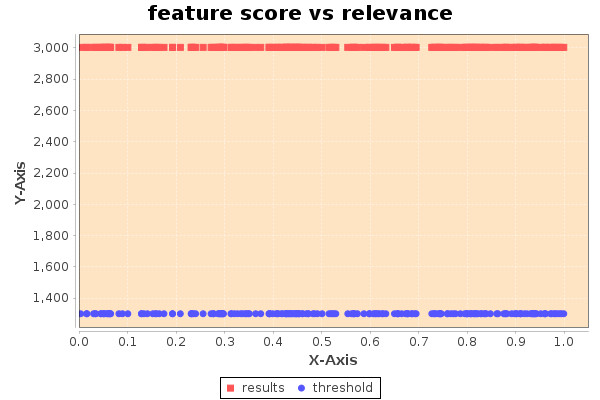 feature score vs relevance
3,000
2,800
2,600
2,400
2,200
2,000
1,800
1,600
1,400
Y-Axis
0.0 0.1 0.2 0.3 0.4 0.5 0.6 0.7 0.8 0.9 1.0
X-Axis
results threshold